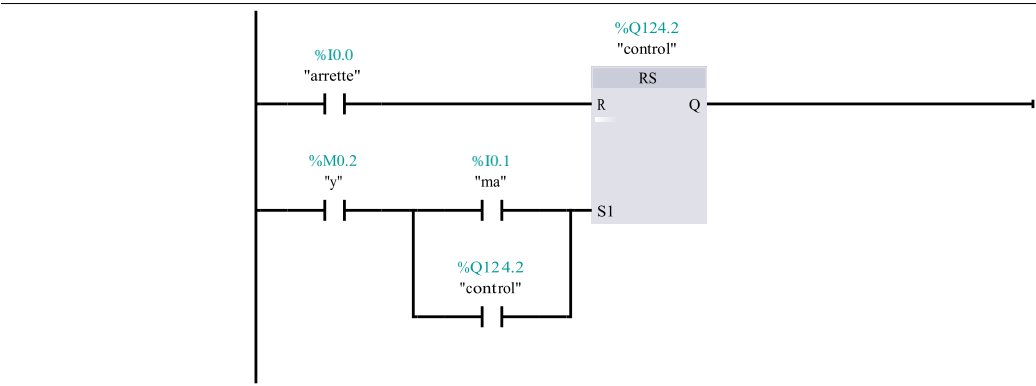 %Q124.2
"control"
%I0.0
"arrette"
RS
R
Q
%M0.2
"y"
%I0.1
"ma"
S1
%Q124.2
"control"